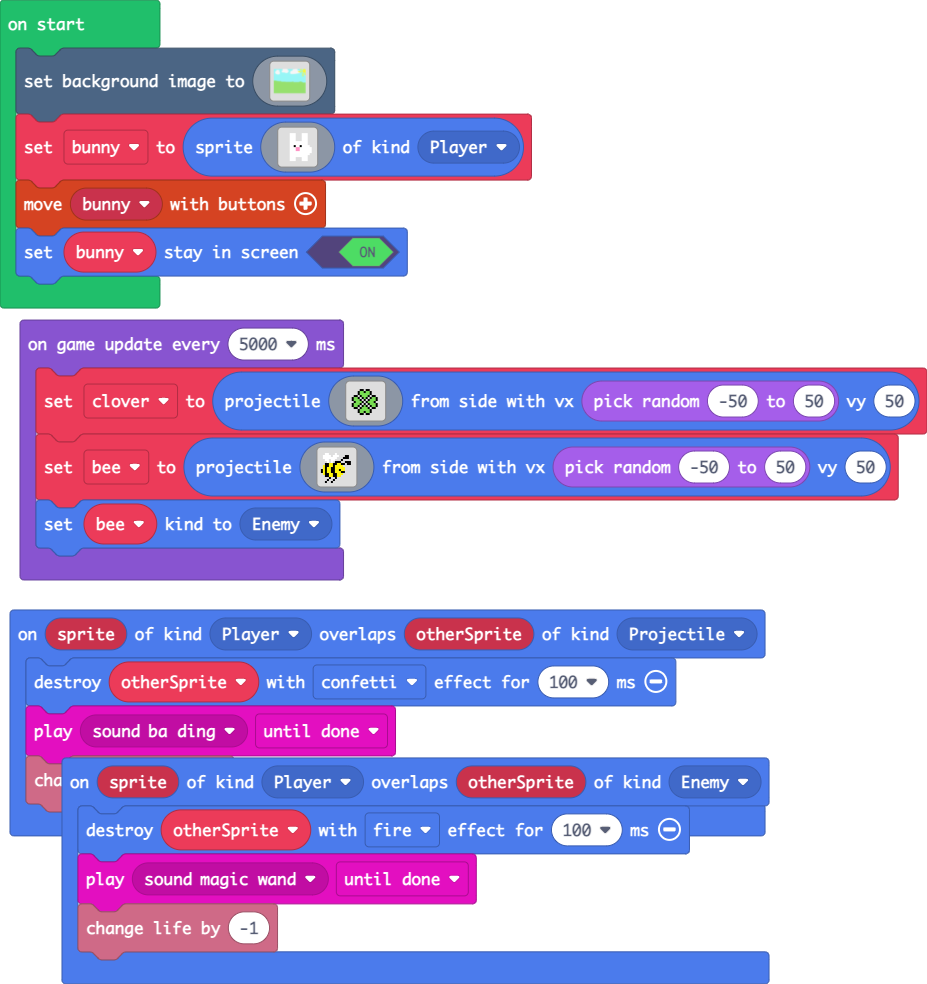 on start
set background image to
set bunny to sprite of kind Player
move bunny with buttons
set bunny stay in screen ON
on game update every 5000 ms
set clover to projectile from side with vx pick random -50 to 50 vy 50
set bee to projectile from side with vx pick random -50 to 50 vy 50
set bee kind to Enemy
on sprite of kind Player overlaps otherSprite of kind Projectile
destroy otherSprite with confetti effect for 100 ms
play sound ba ding until done
on sprite of kind Player overlaps otherSprite of kind Enemy
destroy otherSprite with fire effect for 100 ms
play sound magic wand until done
change life by -1